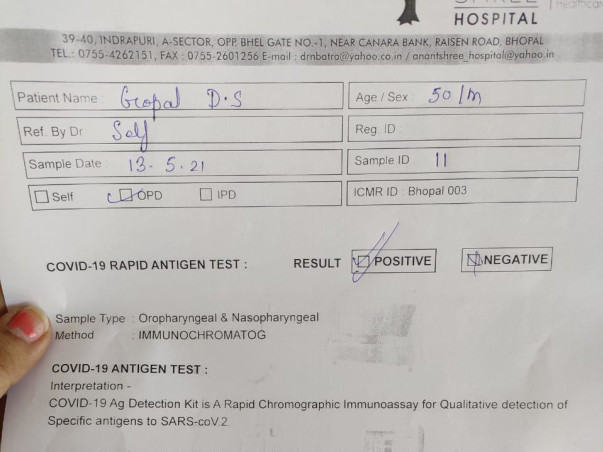 HOSPITAL
Healthcar
39-40, INDRAPURI, A-SECTOR, OPP. BHEL GATE NO.-1, NEAR CANARA BANK, RAISEN ROAD, BHOPAL
TEL.: 0755-4262151, FAX : 0755-2601256 E-mail : drnbatra@yahoo.co.in / anantshree_hospital@yahoo.in
Patient Name Gopal D.S Age / Sex 50/M
Ref. By Dr Self Reg. ID
Sample Date 13. 5. 21 Sample ID 11
Self OPD IPD ICMR ID : Bhopal 003
COVID-19 RAPID ANTIGEN TEST : RESULT POSITIVE NEGATIVE
Sample Type : Oropharyngeal & Nasopharyngeal
Method : IMMUNOCHROMATOG
COVID-19 ANTIGEN TEST :
Interpretation -
COVID-19 Ag Detection Kit is A Rapid Chromographic Immunoassay for Qualitative detection of
Specific antigens to SARS-coV.2